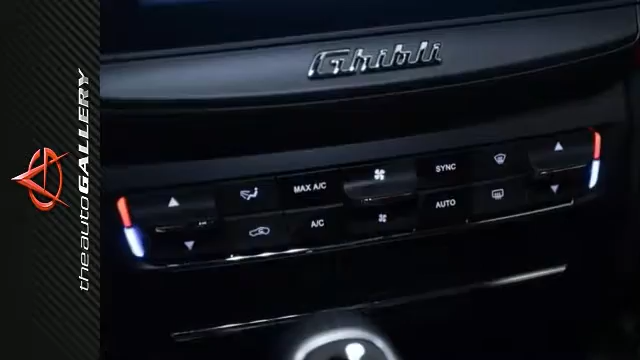 Ghibli
MAX A/C
SYNC
A/C
AUTO
theautoGALLERY